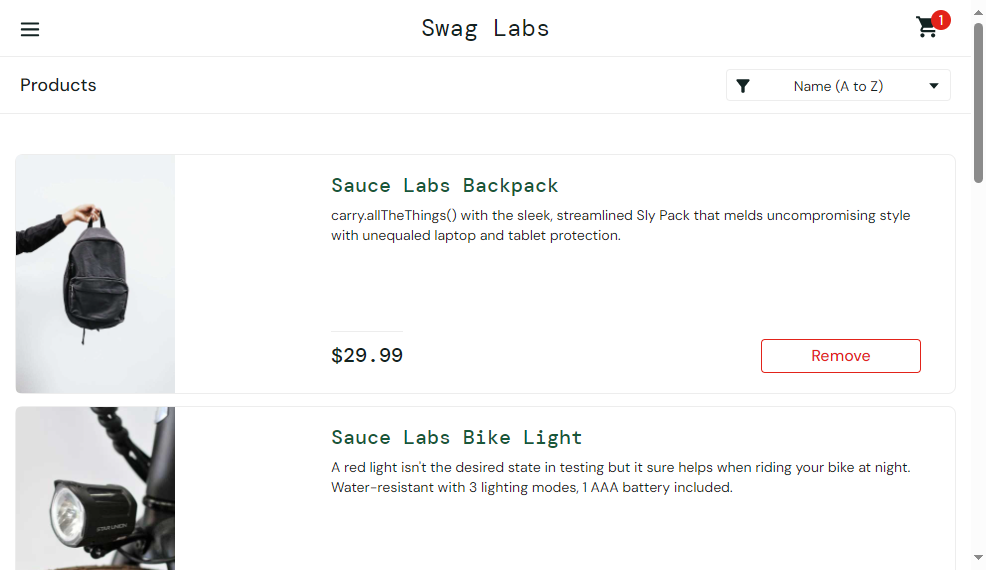 Swag Labs
1
Products
Name (A to Z)
Sauce Labs Backpack
carry.allTheThings() with the sleek, streamlined Sly Pack that melds uncompromising style
with unequaled laptop and tablet protection.
$29.99
Remove
Sauce Labs Bike Light
A red light isn't the desired state in testing but it sure helps when riding your bike at night.
Water-resistant with 3 lighting modes, 1 AAA battery included.